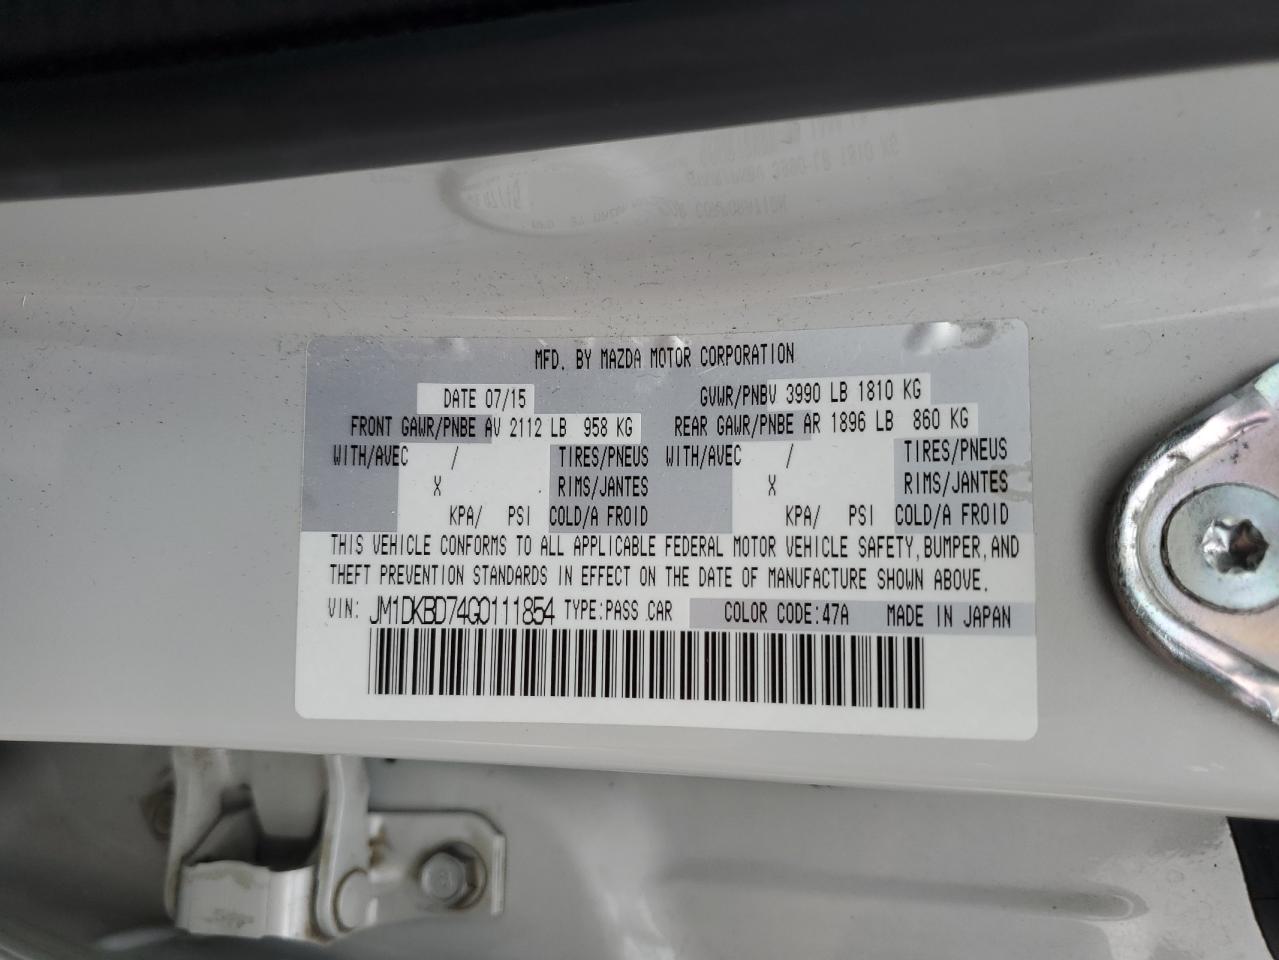 MFD. BY MAZDA MOTOR CORPORATION
DATE 07/15 GVWR/PNBV 3990 LB 1810 KG
FRONT GAWR/PNBE AV 2112 LB 958 KG REAR GAWR/PNBE AR 1896 LB 860 KG
WITH/AVEC / TIRES/PNEUS WITH/AVEC / TIRES/PNEUS
X RIMS/JANTES X RIMS/JANTES
KPA/ PSI COLD/A FROID KPA/ PSI COLD/A FROID
THIS VEHICLE CONFORMS TO ALL APPLICABLE FEDERAL MOTOR VEHICLE SAFETY, BUMPER, AND
THEFT PREVENTION STANDARDS IN EFFECT ON THE DATE OF MANUFACTURE SHOWN ABOVE.
VIN: JM1DKBD74G0111854 TYPE:PASS CAR COLOR CODE:47A MADE IN JAPAN